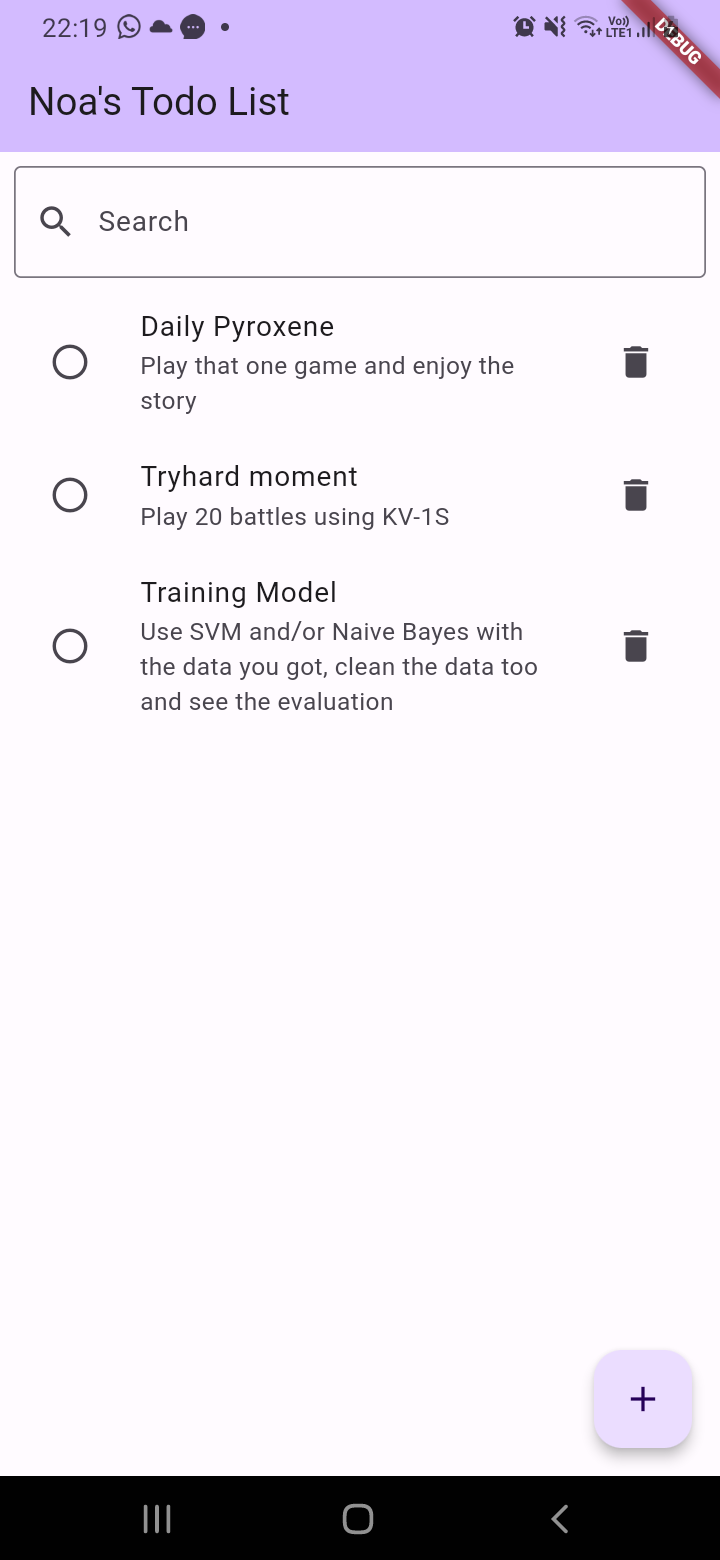 22:19
Vo))
LTE1
DEBUG
Noa's Todo List
Search
Daily Pyroxene
Play that one game and enjoy the
story
Tryhard moment
Play 20 battles using KV-1S
Training Model
Use SVM and/or Naive Bayes with
the data you got, clean the data too
and see the evaluation